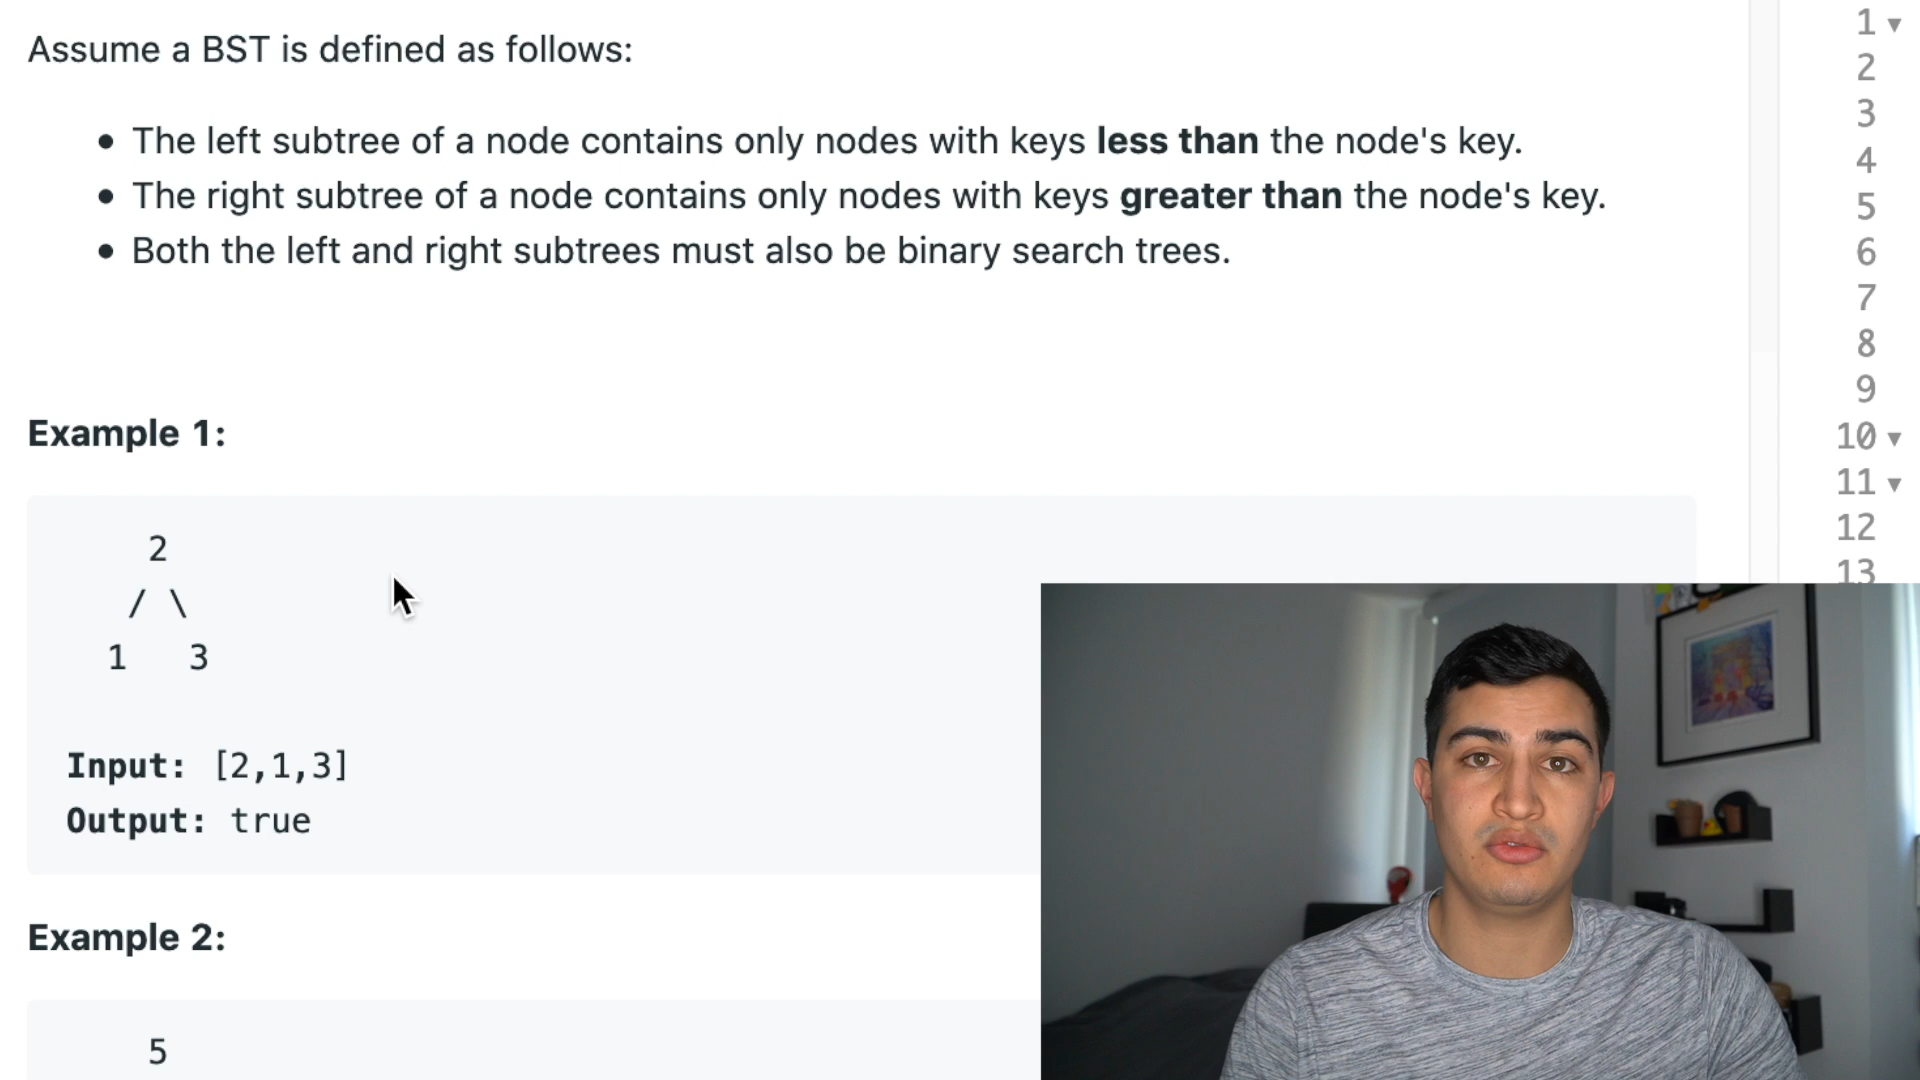 Assume a BST is defined as follows:
• The left subtree of a node contains only nodes with keys less than the node's key.
• The right subtree of a node contains only nodes with keys greater than the node's key.
• Both the left and right subtrees must also be binary search trees.
Example 1:
2
/ \
1 3
Input: [2,1,3]
Output: true
Example 2:
5
1
2
3
4
5
6
7
8
9
10
11
12
13